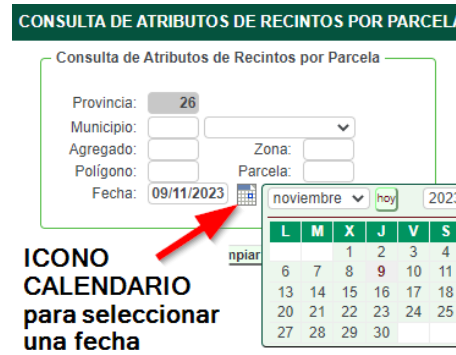 CONSULTA DE ATRIBUTOS DE RECINTOS POR PARCELA
Consulta de Atributos de Recintos por Parcela
Provincia: 26
Municipio:
Agregado: Zona:
Polígono: Parcela:
Fecha: 09/11/2023
noviembre hoy 2023
L M X J V S
1 2 3 4
6 7 8 9 10 11
13 14 15 16 17 18
20 21 22 23 24 25
27 28 29 30
npiar
ICONO
CALENDARIO
para seleccionar
una fecha